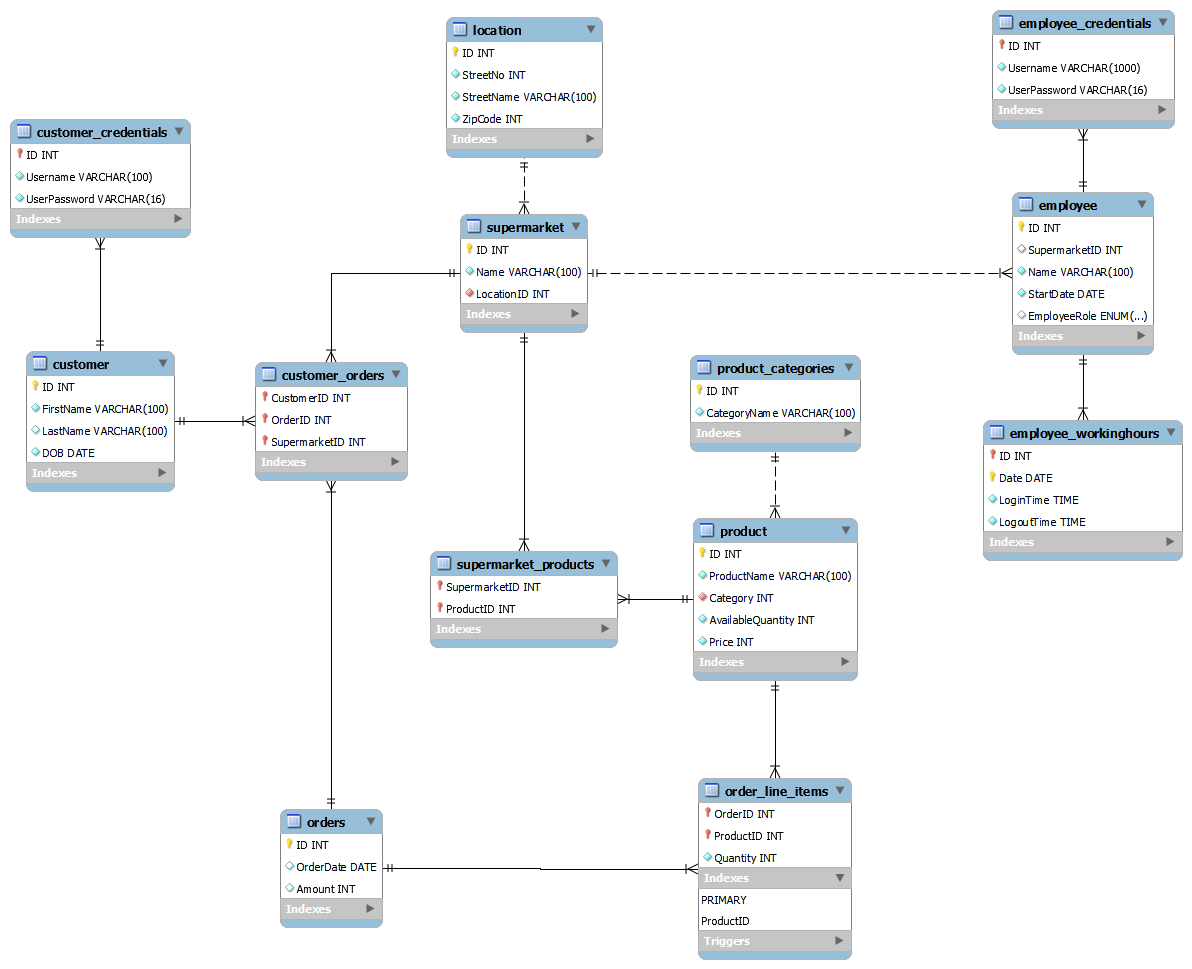 location
ID INT
StreetNo INT
StreetName VARCHAR(100)
ZipCode INT
Indexes
employee_credentials
ID INT
Username VARCHAR(1000)
UserPassword VARCHAR(16)
Indexes
customer_credentials
ID INT
Username VARCHAR(100)
UserPassword VARCHAR(16)
Indexes
supermarket
ID INT
Name VARCHAR(100)
LocationID INT
Indexes
employee
ID INT
SupermarketID INT
Name VARCHAR(100)
StartDate DATE
EmployeeRole ENUM(...)
Indexes
customer
ID INT
FirstName VARCHAR(100)
LastName VARCHAR(100)
DOB DATE
Indexes
customer_orders
CustomerID INT
OrderID INT
SupermarketID INT
Indexes
product_categories
ID INT
CategoryName VARCHAR(100)
Indexes
employee_workinghours
ID INT
Date DATE
LoginTime TIME
LogoutTime TIME
Indexes
supermarket_products
SupermarketID INT
ProductID INT
Indexes
product
ID INT
ProductName VARCHAR(100)
Category INT
AvailableQuantity INT
Price INT
Indexes
orders
ID INT
OrderDate DATE
Amount INT
Indexes
order_line_items
OrderID INT
ProductID INT
Quantity INT
Indexes
PRIMARY
ProductID
Triggers